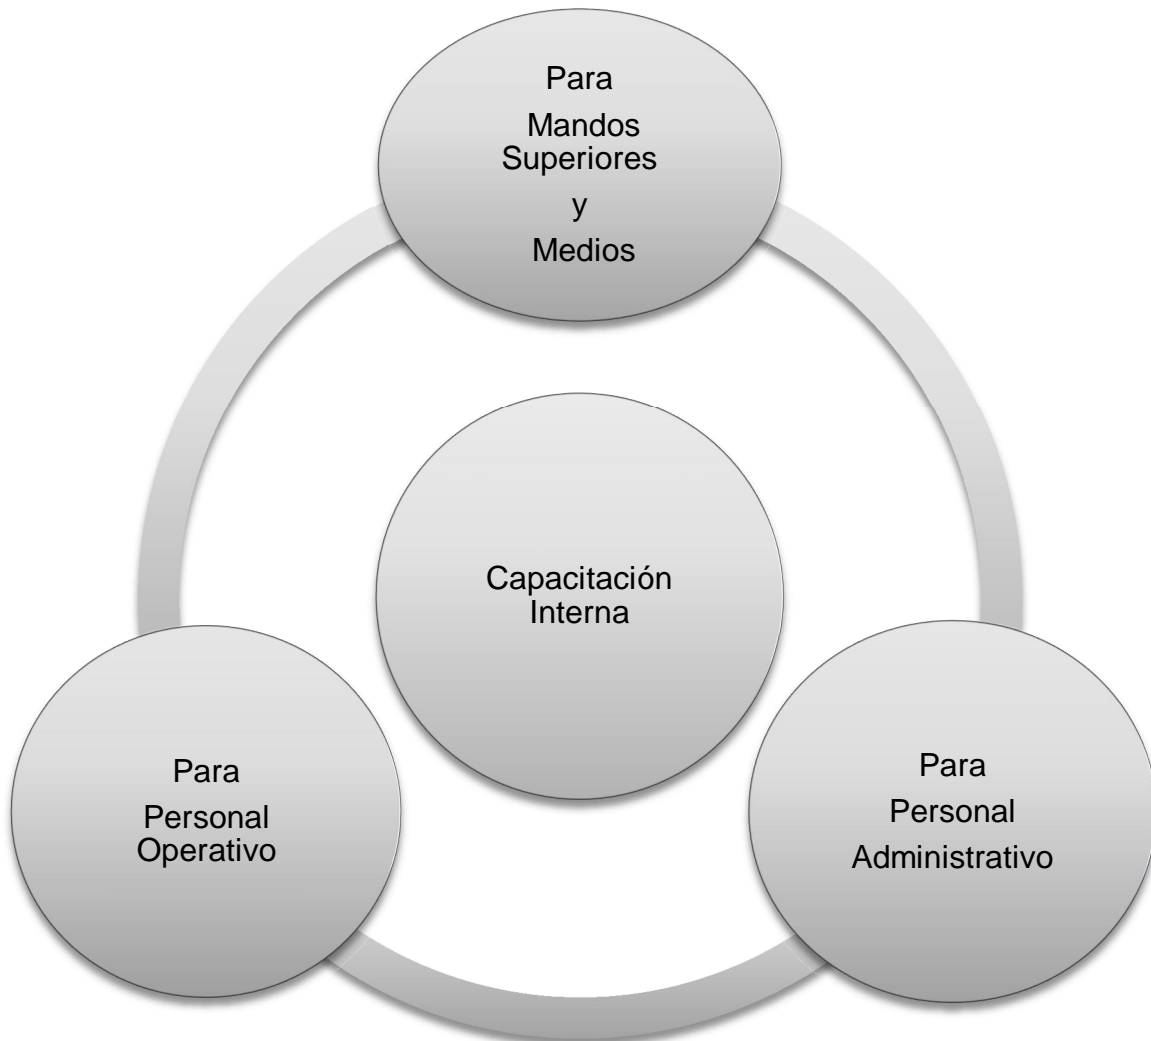 Para
Mandos
Superiores
y
Medios
Capacitación
Interna
Para
Personal
Operativo
Para
Personal
Administrativo